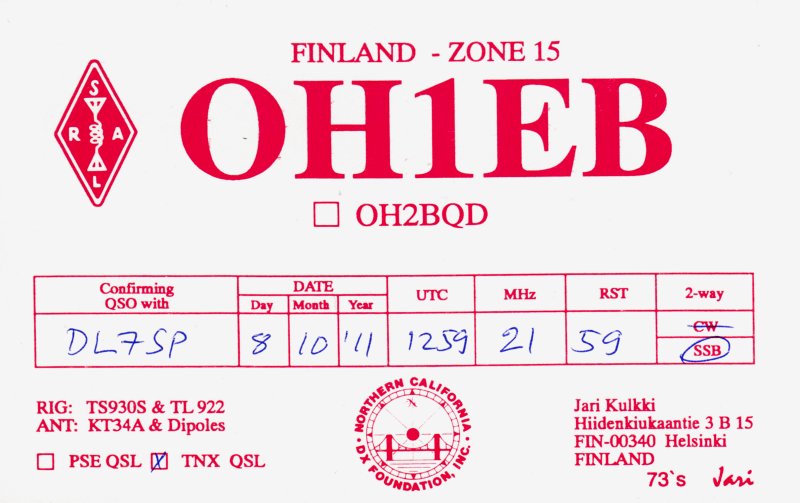 FINLAND - ZONE 15
S
R A
L
OH1EB
☐ OH2BQD
Confirming QSO with DATE UTC MHz RST 2-way
Day Month Year
DL7SP 8 10 '11 1259 21 59 CW
SSB
RIG: TS930S & TL 922
ANT: KT34A & Dipoles
☐ PSE QSL ☒ TNX QSL
NORTHERN CALIFORNIA
DX FOUNDATION, INC.
Jari Kulkki
Hiidenkiukaantie 3 B 15
FIN-00340 Helsinki
FINLAND
73`s Jari